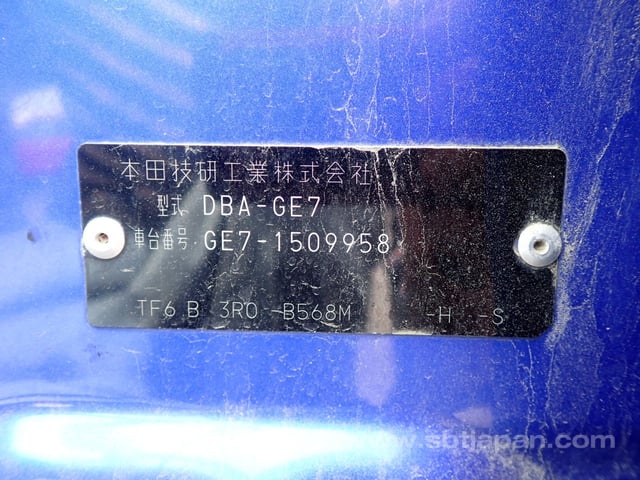 本田技研工業株式会社
型式 DBA-GE7
車台番号 GE7-1509958
TF6 B 3R0 -B568M -H -S
www.sbtjapan.com